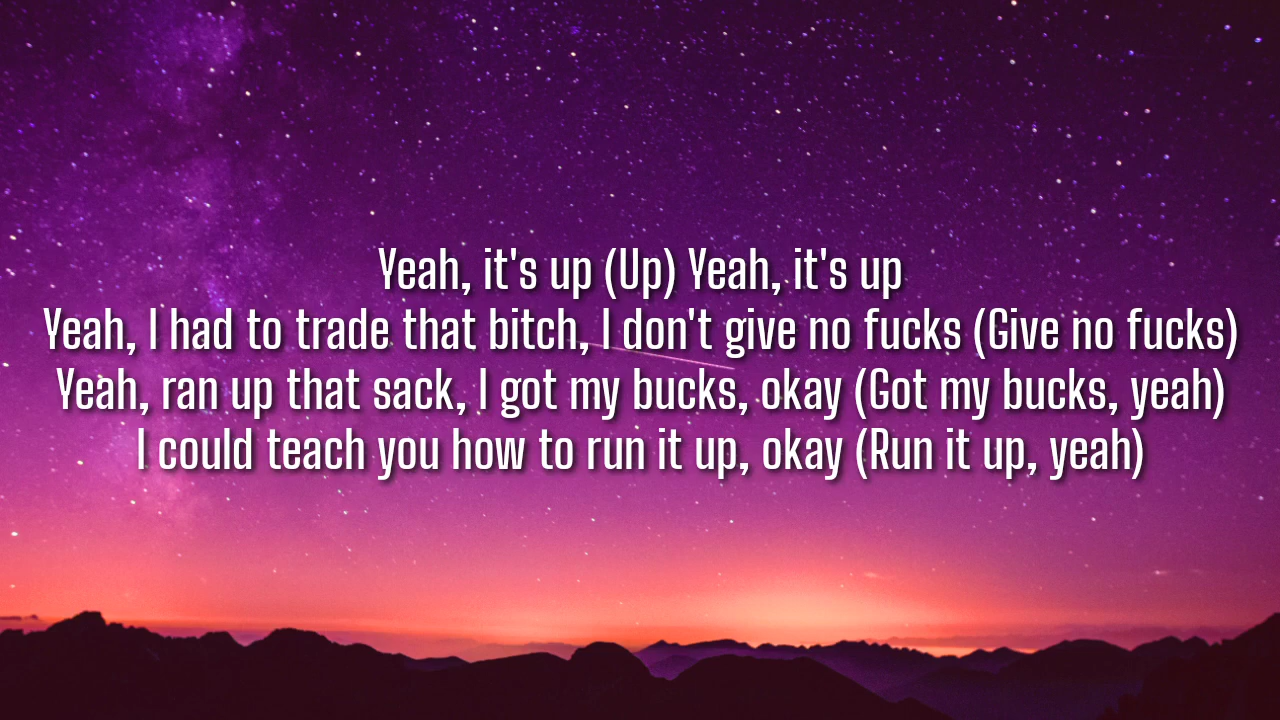 Yeah, it's up (Up) Yeah, it's up
Yeah, I had to trade that bitch, I don't give no fucks (Give no fucks)
Yeah, ran up that sack, I got my bucks, okay (Got my bucks, yeah)
I could teach you how to run it up, okay (Run it up, yeah)